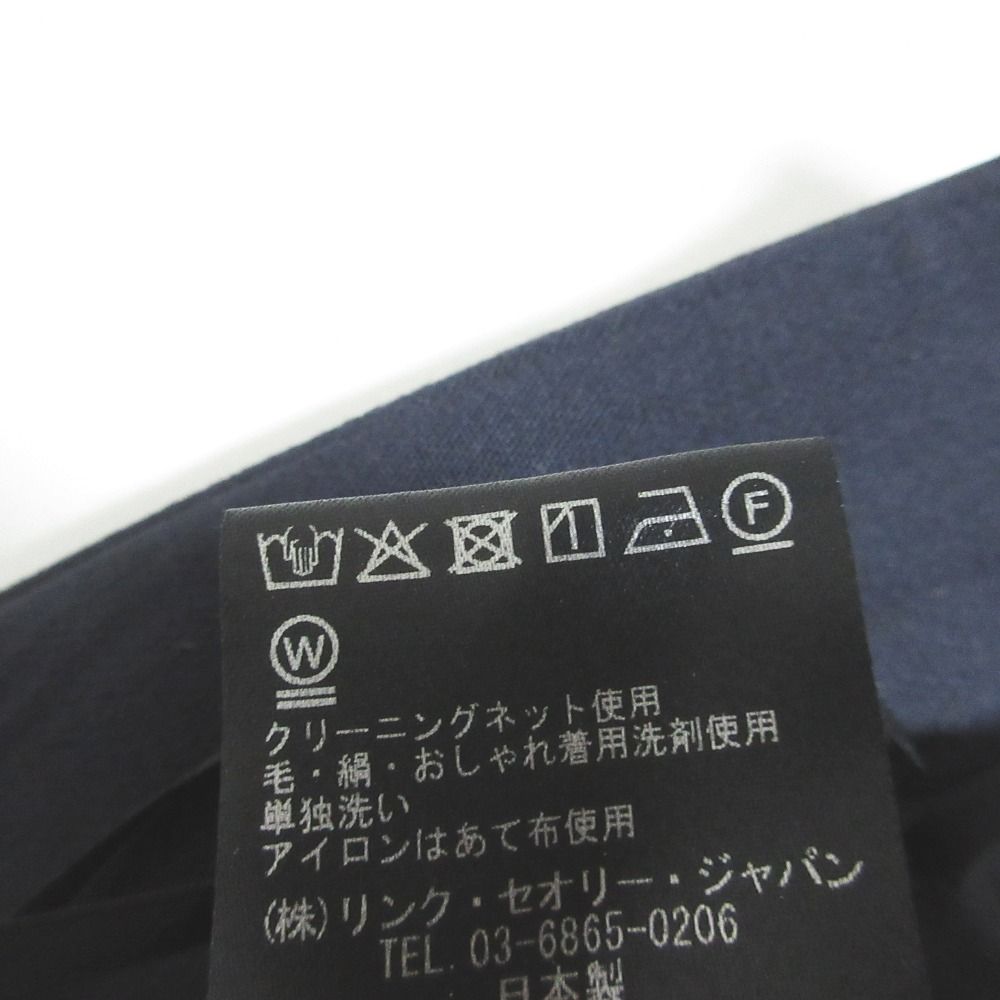 F
W
クリーニングネット使用
毛・絹・おしゃれ着用洗剤使用
単独洗い
アイロンはあて布使用
(株)リンク・セオリー・ジャパン
TEL. 03-6865-0206
日本製